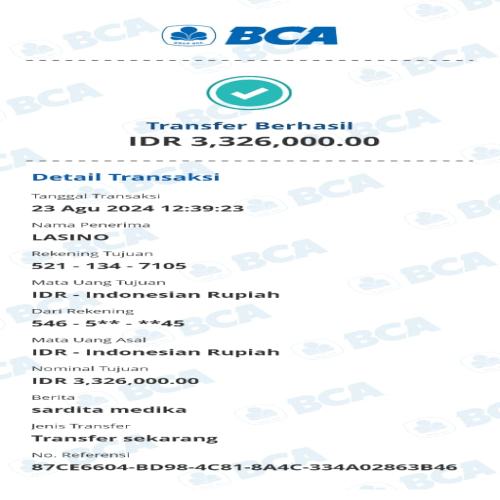 BCA
Transfer Berhasil
IDR 3,326,000.00
Detail Transaksi
Tanggal Transaksi
23 Agu 2024 12:39:23
Nama Penerima
LASINO
Rekening Tujuan
521 - 134 - 7105
Mata Uang Tujuan
IDR - Indonesian Rupiah
Dari Rekening
546 - 5** - **45
Mata Uang Asal
IDR - Indonesian Rupiah
Nominal Tujuan
IDR 3,326,000.00
Berita
sardita medika
Jenis Transfer
Transfer sekarang
No. Referensi
87CE6604-BD98-4C81-8A4C-334A02863B46